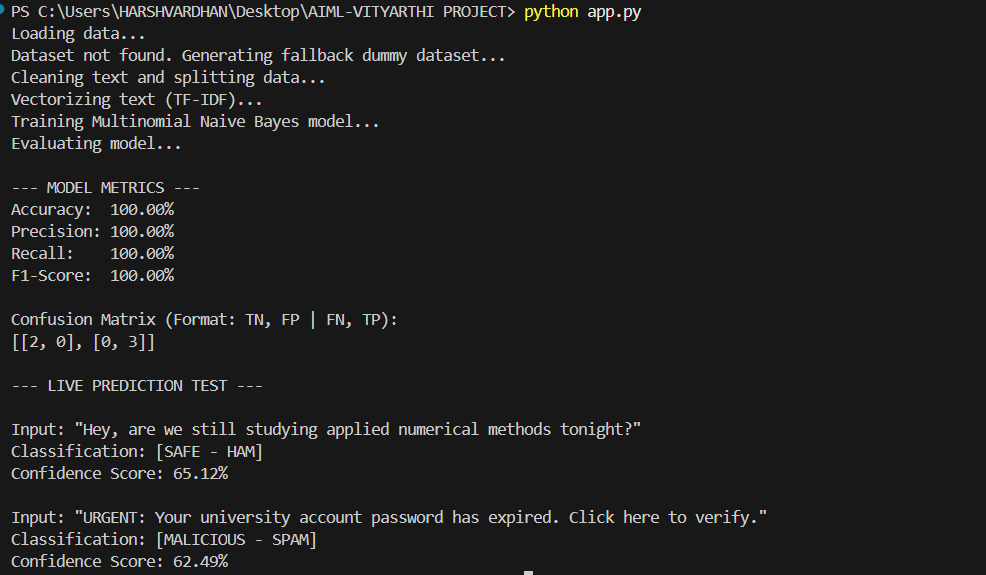 PS C:\Users\HARSHVARDHAN\Desktop\AIML-VITYARTHI PROJECT> python app.py
Loading data...
Dataset not found. Generating fallback dummy dataset...
Cleaning text and splitting data...
Vectorizing text (TF-IDF)...
Training Multinomial Naive Bayes model...
Evaluating model...
--- MODEL METRICS ---
Accuracy:  100.00%
Precision: 100.00%
Recall:    100.00%
F1-Score:  100.00%
Confusion Matrix (Format: TN, FP | FN, TP):
[[2, 0], [0, 3]]
--- LIVE PREDICTION TEST ---
Input: "Hey, are we still studying applied numerical methods tonight?"
Classification: [SAFE - HAM]
Confidence Score: 65.12%
Input: "URGENT: Your university account password has expired. Click here to verify."
Classification: [MALICIOUS - SPAM]
Confidence Score: 62.49%